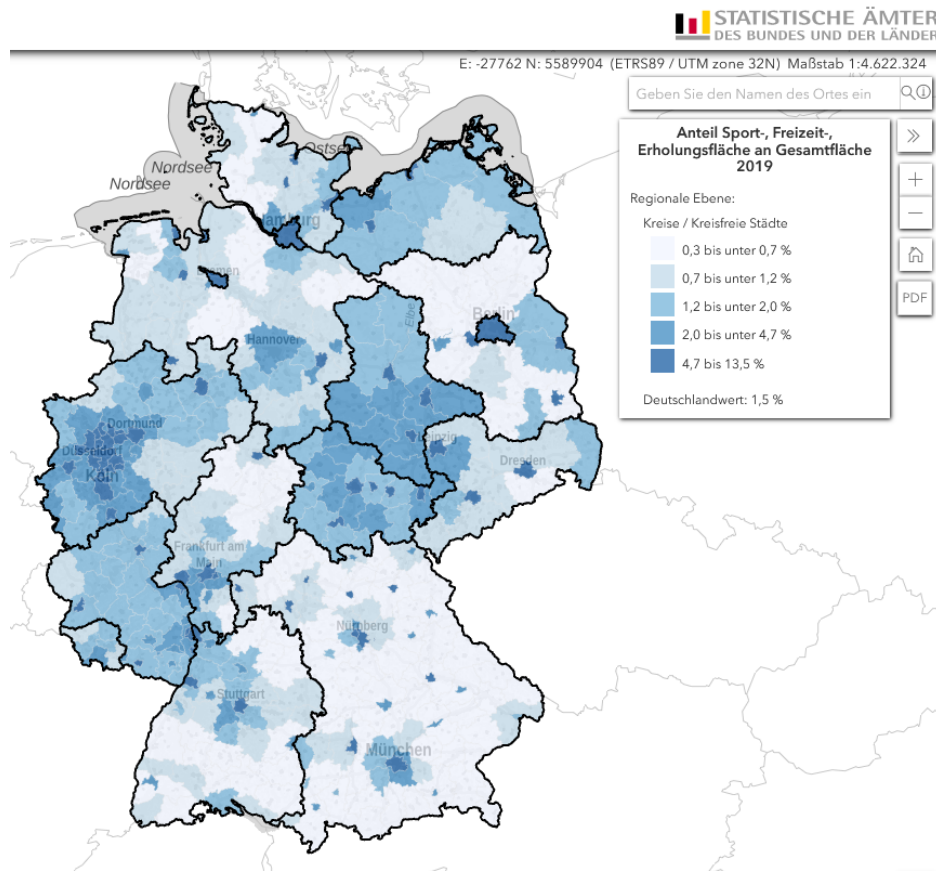 STATISTISCHE ÄMTER
DES BUNDES UND DER LÄNDER
E: -27762 N: 5589904 (ETRS89 / UTM zone 32N) Maßstab 1:4.622.324
Geben Sie den Namen des Ortes ein
Anteil Sport-, Freizeit-,
Erholungsfläche an Gesamtfläche
2019
Regionale Ebene:
Kreise / Kreisfreie Städte
0,3 bis unter 0,7 %
0,7 bis unter 1,2 %
1,2 bis unter 2,0 %
2,0 bis unter 4,7 %
4,7 bis 13,5 %
Deutschlandwert: 1,5 %
PDF
Ostsee
Nordsee
Nordsee
Hamburg
Bremen
Berlin
Elbe
Hannover
Dortmund
Düsseldorf
Leipzig
Köln
Dresden
Frankfurt am
Main
Nürnberg
Stuttgart
München